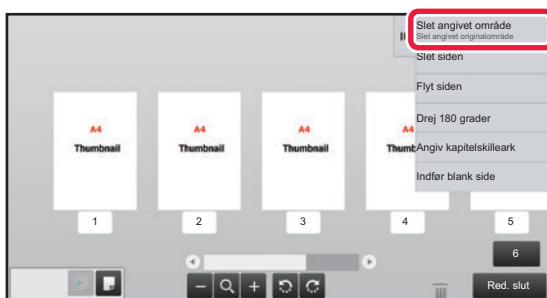 Slet angivet område
Slet angivet originalområde
Slet siden
Flyt siden
Drej 180 grader
Angiv kapitelskilleark
Indfør blank side
A4
Thumbnail
A4
Thumbnail
A4
Thumbnail
A4
1
2
3
4
5
6
Red. slut